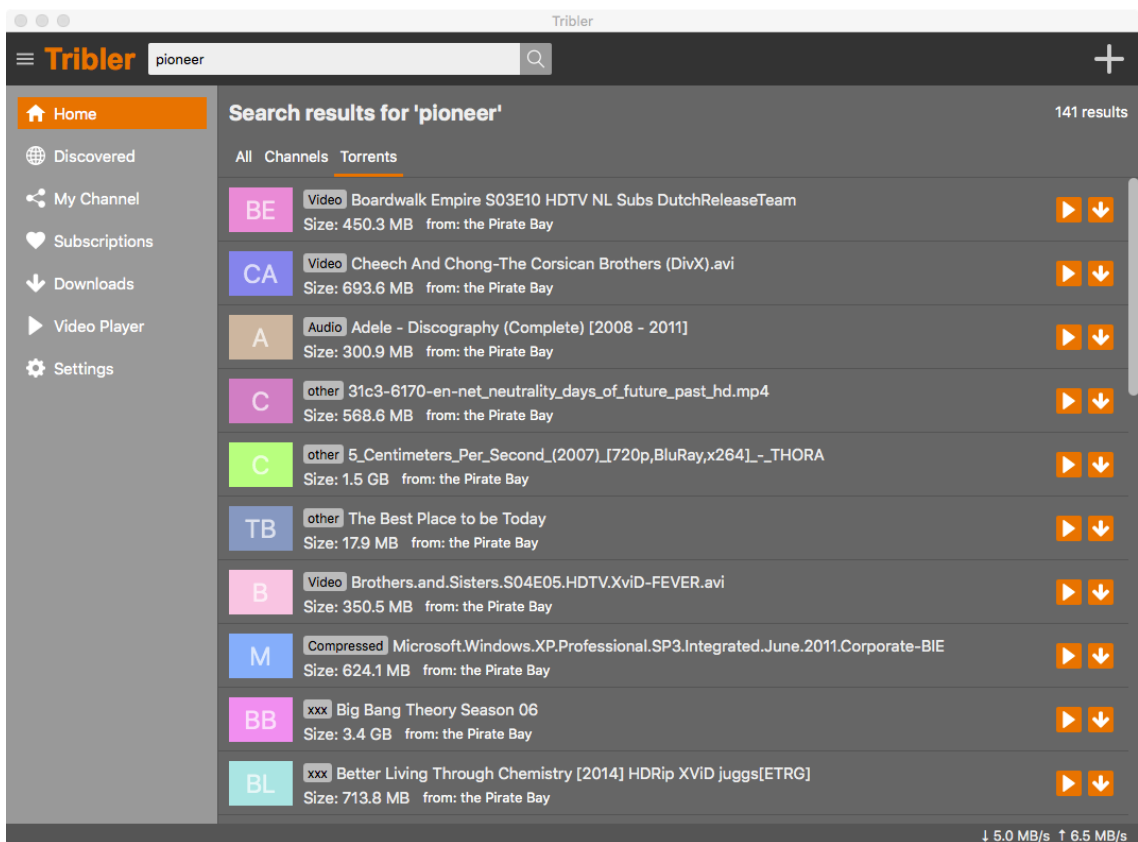 Tribler
Tribler pioneer
Home
Discovered
My Channel
Subscriptions
Downloads
Video Player
Settings
Search results for 'pioneer' 141 results
All Channels Torrents
BE Video Boardwalk Empire S03E10 HDTV NL Subs DutchReleaseTeam
Size: 450.3 MB from: the Pirate Bay
CA Video Cheech And Chong-The Corsican Brothers (DivX).avi
Size: 693.6 MB from: the Pirate Bay
A Audio Adele - Discography (Complete) [2008 - 2011]
Size: 300.9 MB from: the Pirate Bay
C other 31c3-6170-en-net_neutrality_days_of_future_past_hd.mp4
Size: 568.6 MB from: the Pirate Bay
C other 5_Centimeters_Per_Second_(2007)_[720p,BluRay,x264]_-_THORA
Size: 1.5 GB from: the Pirate Bay
TB other The Best Place to be Today
Size: 17.9 MB from: the Pirate Bay
B Video Brothers.and.Sisters.S04E05.HDTV.XviD-FEVER.avi
Size: 350.5 MB from: the Pirate Bay
M Compressed Microsoft.Windows.XP.Professional.SP3.Integrated.June.2011.Corporate-BIE
Size: 624.1 MB from: the Pirate Bay
BB xxx Big Bang Theory Season 06
Size: 3.4 GB from: the Pirate Bay
BL xxx Better Living Through Chemistry [2014] HDRip XViD juggs[ETRG]
Size: 713.8 MB from: the Pirate Bay
↓ 5.0 MB/s ↑ 6.5 MB/s